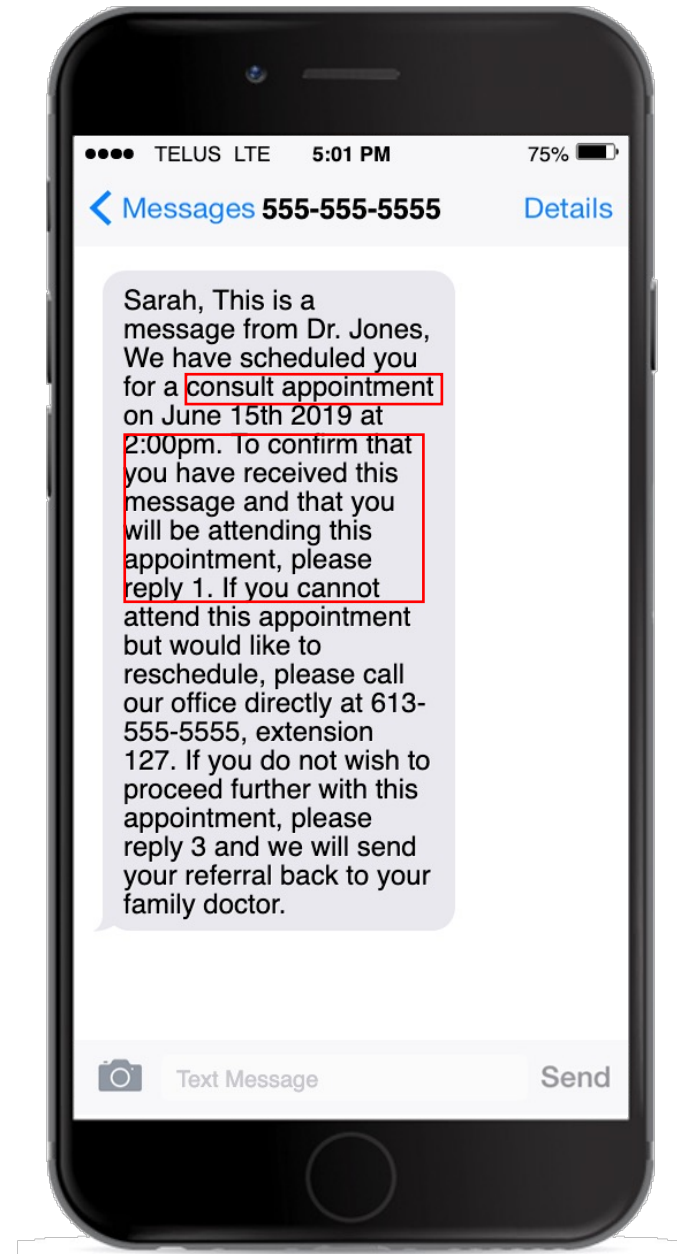 TELUS LTE 5:01 PM 75%
Messages 555-555-5555 Details
Sarah, This is a
message from Dr. Jones,
We have scheduled you
for a consult appointment
on June 15th 2019 at
2:00pm. To confirm that
you have received this
message and that you
will be attending this
appointment, please
reply 1. If you cannot
attend this appointment
but would like to
reschedule, please call
our office directly at 613-
555-5555, extension
127. If you do not wish to
proceed further with this
appointment, please
reply 3 and we will send
your referral back to your
family doctor.
Text Message Send